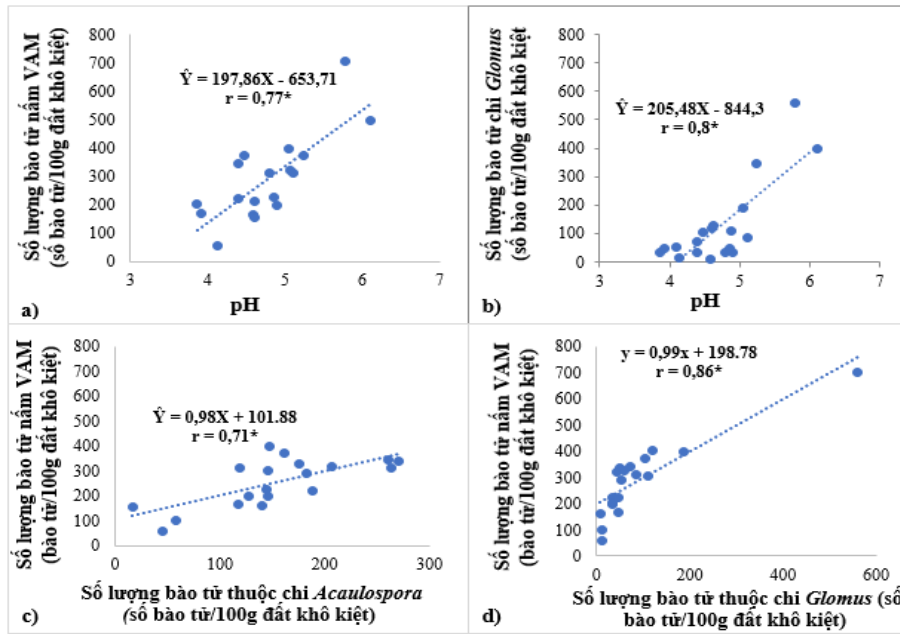 Số lượng bào tử nấm VAM
(số bào tử/100g đất khô kiệt)
800
700
600
500
400
300
200
100
0
Ŷ = 197,86X - 653,71
r = 0,77*
3
4
5
6
7
a)
pH
Số lượng bào tử chi Glomus
(số bào tử/100g đất khô kiệt
800
700
600
500
400
300
200
100
0
Ŷ = 205,48X - 844,3
r = 0,8*
3
4
5
6
7
b)
pH
Số lượng bào tử nấm VAM
(bào tử/100g đất khô kiệt)
800
700
600
500
400
300
200
100
0
Ŷ = 0,98X + 101.88
r = 0,71*
0
100
200
300
Số lượng bào tử thuộc chi Acaulospora
c)
(số bào tử/100g đất khô kiệt)
Số lượng bào tử nấm VAM
(bào tử/100g đất khô kiệt)
800
700
600
500
400
300
200
100
0
y = 0,99x + 198.78
r = 0,86*
0
200
400
600
Số lượng bào tử thuộc chi Glomus (số
d)
bào tử/100g đất khô kiệt)